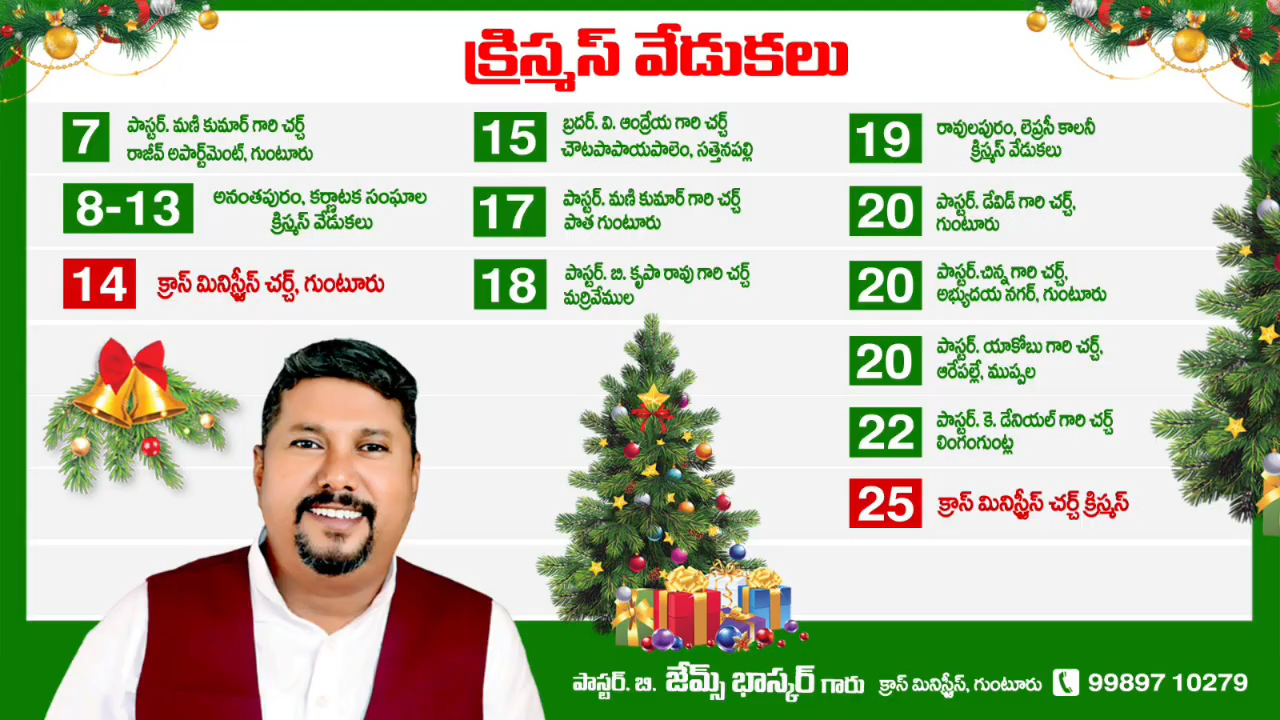 క్రిస్మస్ వేడుకలు
7
పాస్టర్. మణి కుమార్ గారి చర్చ్
రాజీవ్ అపార్ట్‌మెంట్, గుంటూరు
8-13
అనంతపురం, కర్ణాటక సంఘాల
క్రిస్మస్ వేడుకలు
14
క్రాస్ మినిస్ట్రీస్ చర్చ్, గుంటూరు
15
బ్రదర్. వి. ఆంద్రేయ గారి చర్చ్
చౌటపాపాయపాలెం, సత్తెనపల్లి
17
పాస్టర్. మణి కుమార్ గారి చర్చ్
పాత గుంటూరు
18
పాస్టర్. బి. కృపా రావు గారి చర్చ్
మర్రివేముల
19
రావులపురం, లెప్రసీ కాలనీ
క్రిస్మస్ వేడుకలు
20
పాస్టర్. డేవిడ్ గారి చర్చ్,
గుంటూరు
20
పాస్టర్.చిన్న గారి చర్చ్,
అభ్యుదయ నగర్, గుంటూరు
20
పాస్టర్. యాకోబు గారి చర్చ్,
ఆరేపల్లే, ముప్పల
22
పాస్టర్. కె. డేనియల్ గారి చర్చ్
లింగంగుంట్ల
25
క్రాస్ మినిస్ట్రీస్ చర్చ్ క్రిస్మస్
పాస్టర్. బి. జేమ్స్ భాస్కర్ గారు క్రాస్ మినిస్ట్రీస్, గుంటూరు 99897 10279